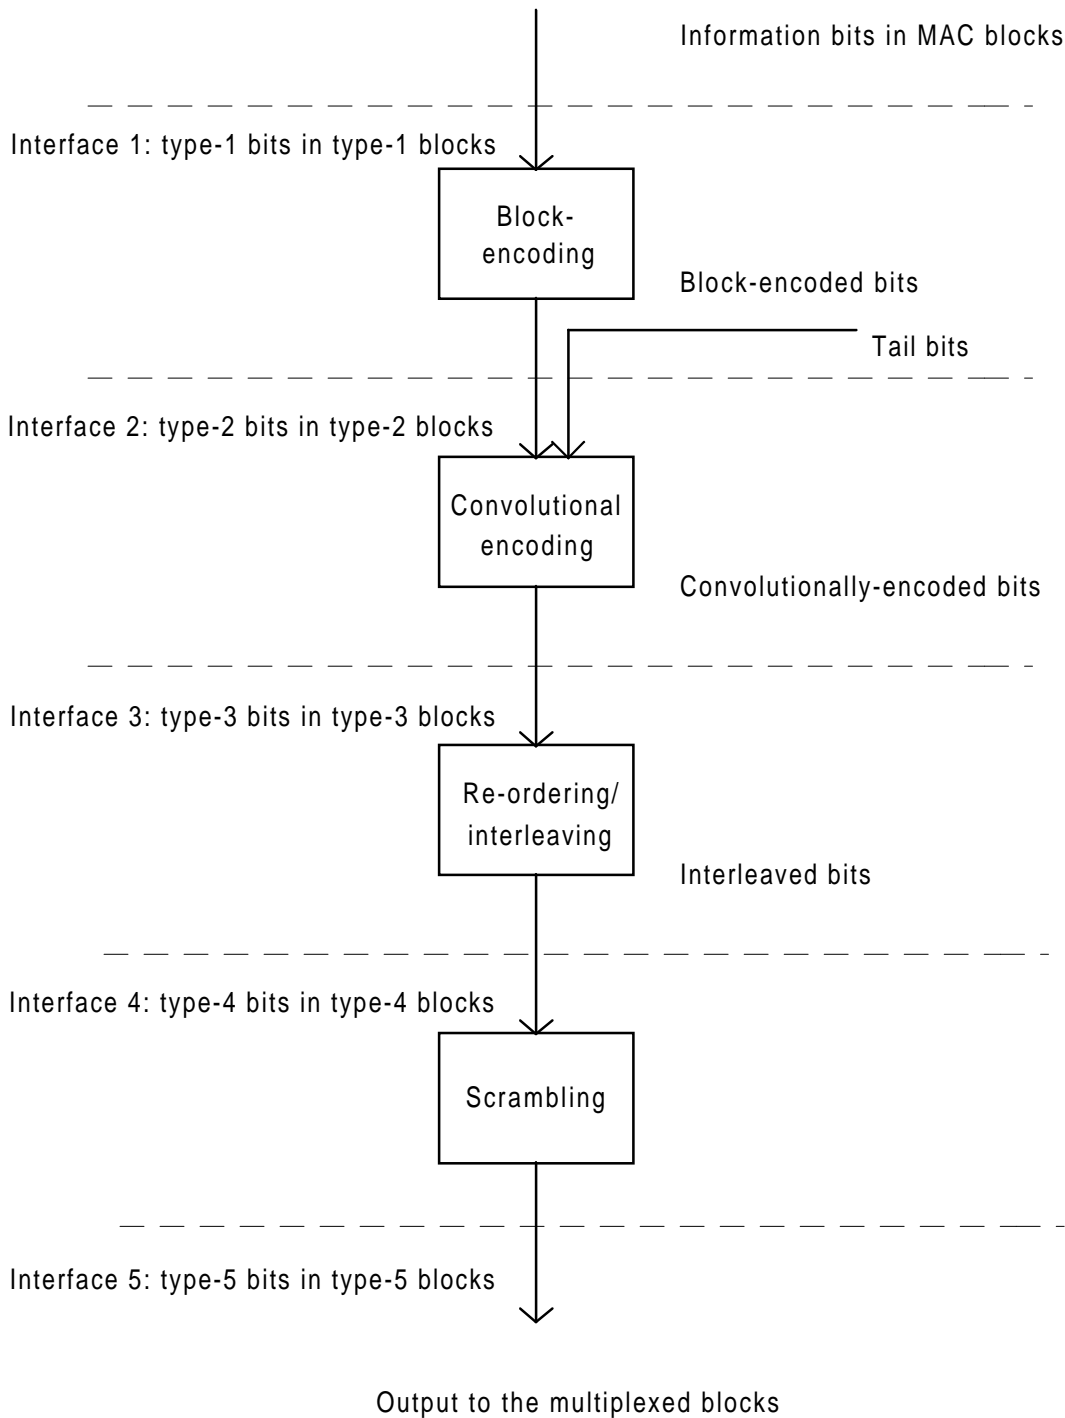 Information bits in MAC blocks
Interface 1: type-1 bits in type-1 blocks
Block-
encoding
Block-encoded bits
Tail bits
Interface 2: type-2 bits in type-2 blocks
Convolutional
encoding
Convolutionally-encoded bits
Interface 3: type-3 bits in type-3 blocks
Re-ordering/
interleaving
Interleaved bits
Interface 4: type-4 bits in type-4 blocks
Scrambling
Interface 5: type-5 bits in type-5 blocks
Output to the multiplexed blocks